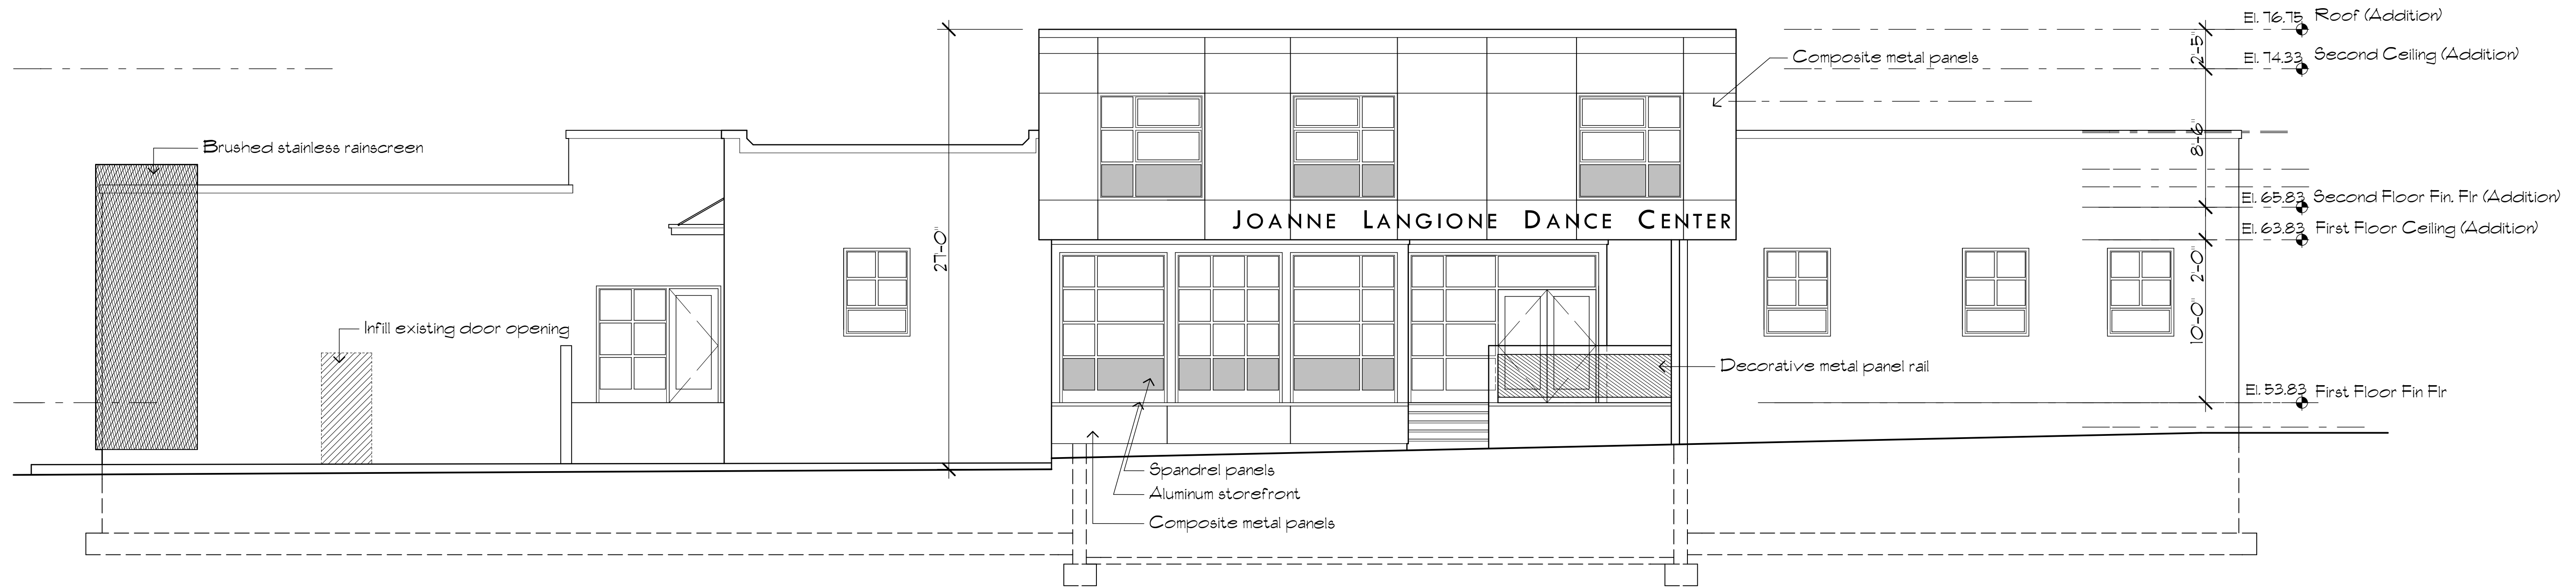 El. 76.75 Roof (Addition)
2'-5"
El. 74.33 Second Ceiling (Addition)
Composite metal panels
8'-6"
Brushed stainless rainscreen
El. 65.83 Second Floor Fin. Flr (Addition)
JOANNE LANGIONE DANCE CENTER
El. 63.83 First Floor Ceiling (Addition)
27'-0"
2'-0"
10'-0"
Infill existing door opening
Decorative metal panel rail
El. 53.83 First Floor Fin Flr
Spandrel panels
Aluminum storefront
Composite metal panels